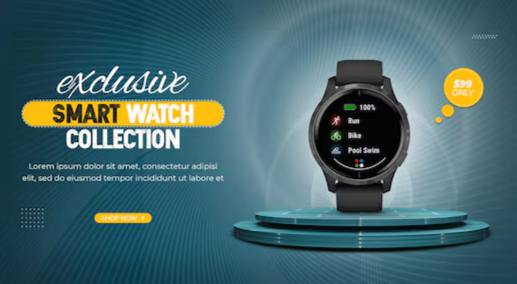 exclusive
SMART WATCH
COLLECTION
Lorem ipsum dolor sit amet, consectetur adipisi
elit, sed do eiusmod tempor incididunt ut labore et
SHOP NOW
$99
ONLY
100%
Run
Bike
Pool Swim